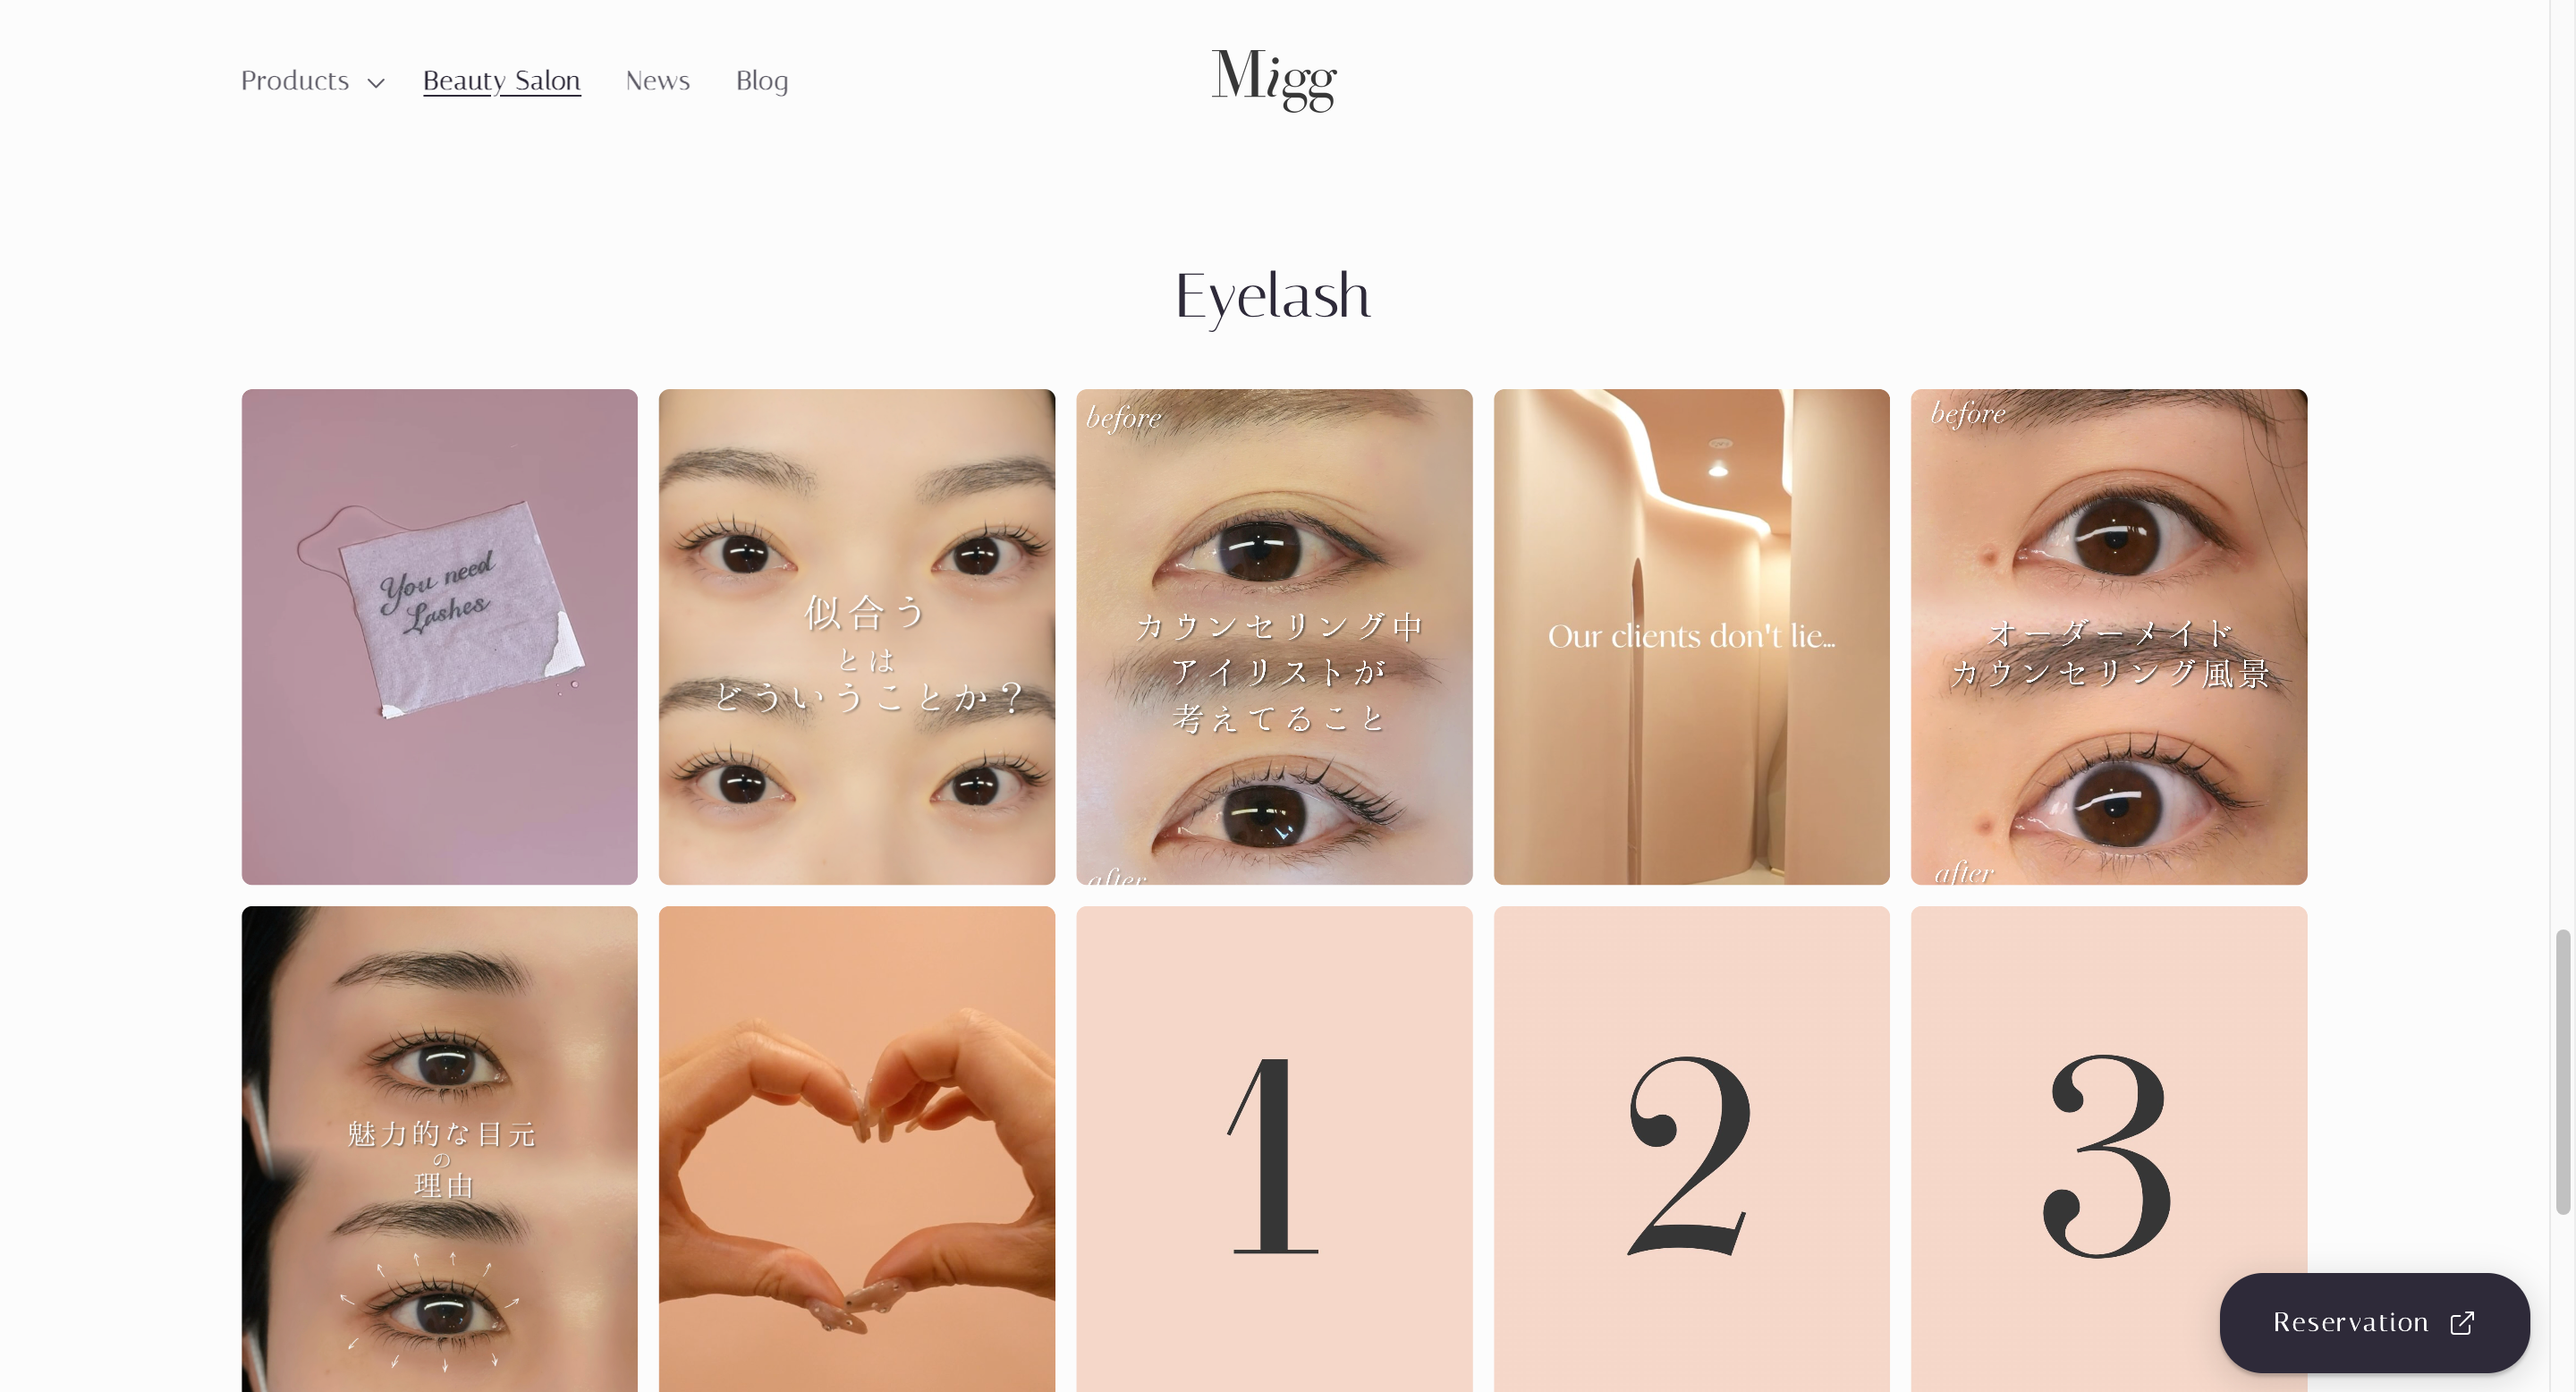 Products
Beauty Salon
News
Blog
Migg
Eyelash
You need
Lashes
似合う
とは
どういうことか？
before
カウンセリング中
アイリストが
考えてること
after
Our clients don't lie...
before
オーダーメイド
カウンセリング風景
after
魅力的な目元
の
理由
1
2
3
Reservation